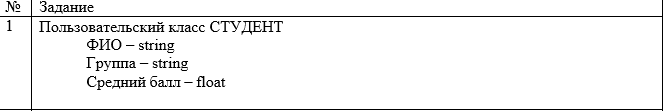 № Задание
1 Пользовательский класс СТУДЕНТ
ФИО – string
Группа – string
Средний балл – float